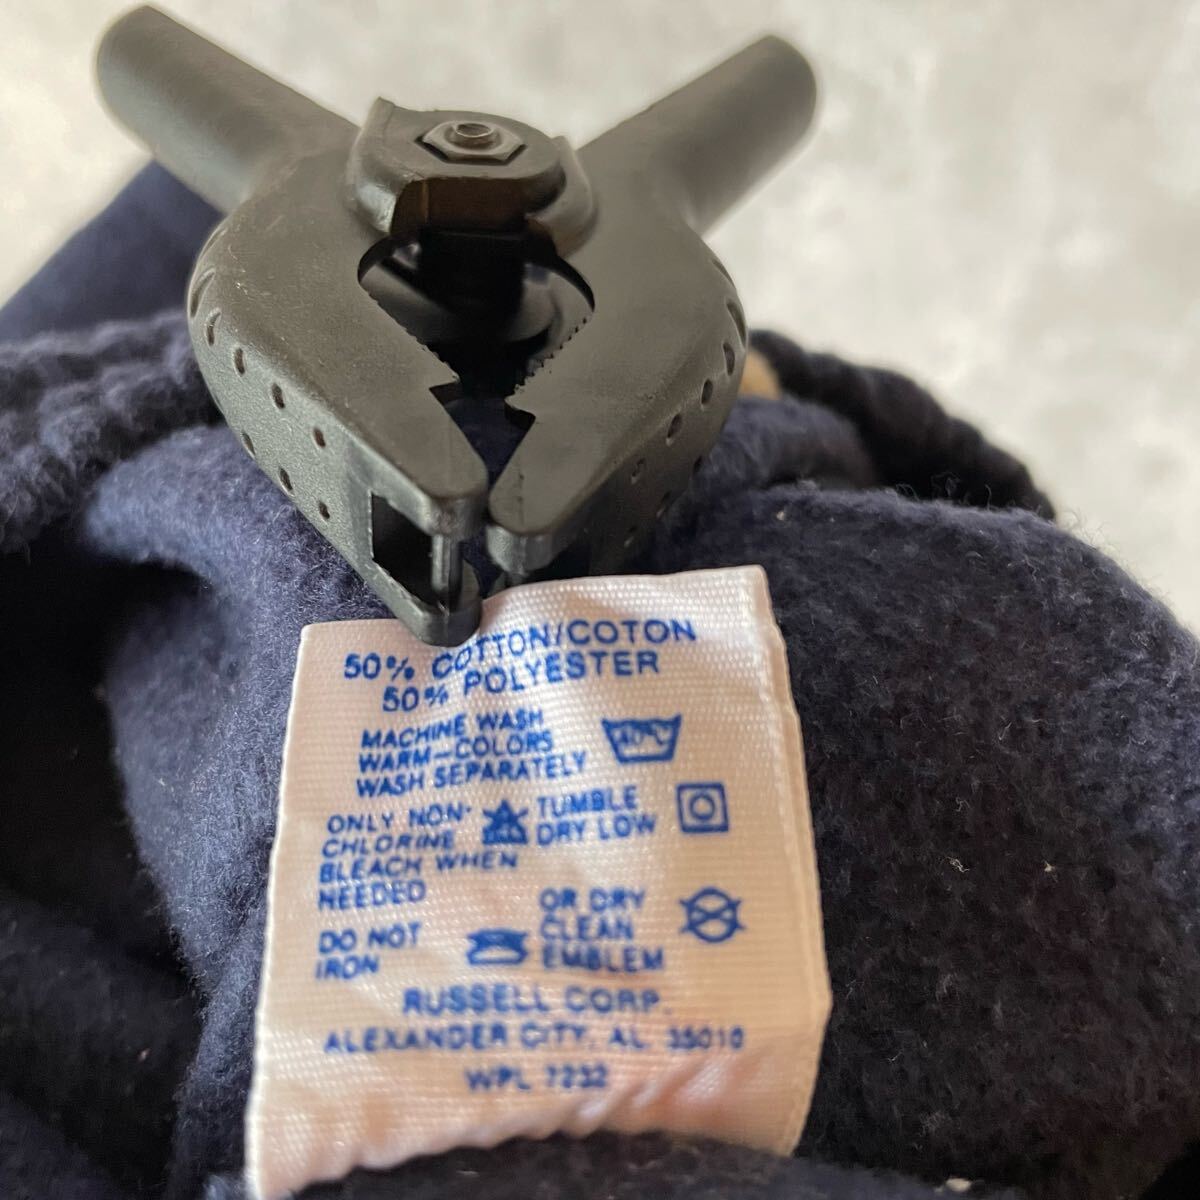 50% COTTON/COTON
50% POLYESTER
MACHINE WASH
WARM-COLORS
WASH SEPARATELY
40°C
ONLY NON-
CHLORINE
BLEACH WHEN
NEEDED
TUMBLE
DRY LOW
DO NOT
IRON
OR DRY
CLEAN
EMBLEM
RUSSELL CORP.
ALEXANDER CITY, AL 35010
WPL 7232